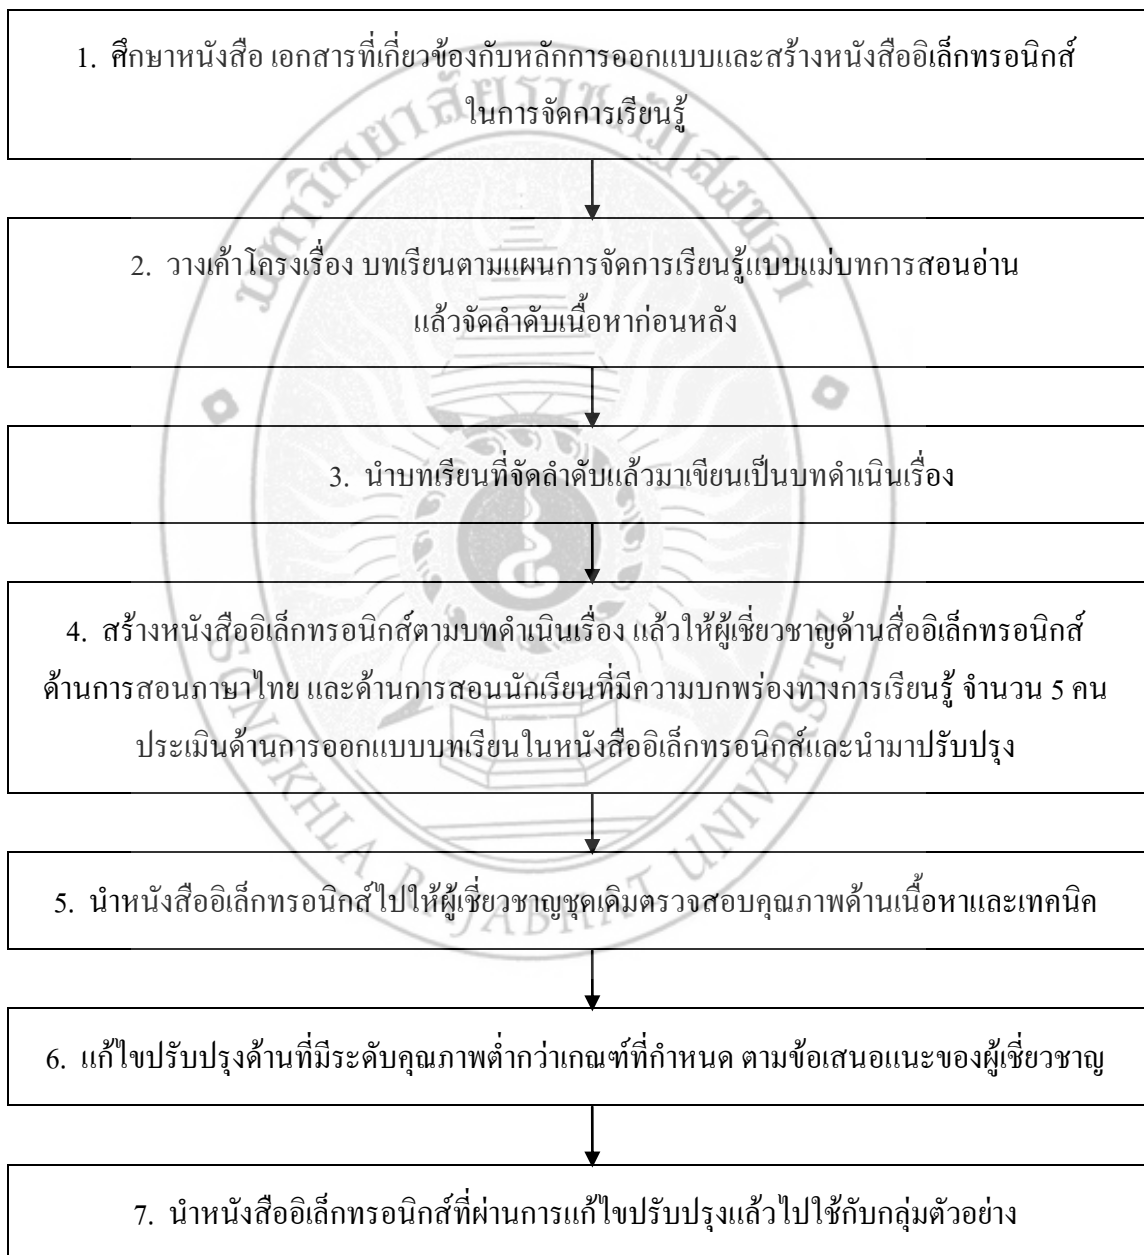 1. ศึกษาหนังสือ เอกสารที่เกี่ยวข้องกับหลักการออกแบบและสร้างหนังสืออิเล็กทรอนิกส์
ในการจัดการเรียนรู้
2. วางเค้าโครงเรื่อง บทเรียนตามแผนการจัดการเรียนรู้แบบแม่บทการสอนอ่าน
แล้วจัดลำดับเนื้อหาก่อนหลัง
3. นำบทเรียนที่จัดลำดับแล้วมาเขียนเป็นบทดำเนินเรื่อง
4. สร้างหนังสืออิเล็กทรอนิกส์ตามบทดำเนินเรื่อง แล้วให้ผู้เชี่ยวชาญด้านสื่ออิเล็กทรอนิกส์
ด้านการสอนภาษาไทย และด้านการสอนนักเรียนที่มีความบกพร่องทางการเรียนรู้ จำนวน 5 คน
ประเมินด้านการออกแบบบทเรียนในหนังสืออิเล็กทรอนิกส์และนำมาปรับปรุง
5. นำหนังสืออิเล็กทรอนิกส์ไปให้ผู้เชี่ยวชาญชุดเดิมตรวจสอบคุณภาพด้านเนื้อหาและเทคนิค
6. แก้ไขปรับปรุงด้านที่มีระดับคุณภาพต่ำกว่าเกณฑ์ที่กำหนด ตามข้อเสนอแนะของผู้เชี่ยวชาญ
7. นำหนังสืออิเล็กทรอนิกส์ที่ผ่านการแก้ไขปรับปรุงแล้วไปใช้กับกลุ่มตัวอย่าง
มหาวิทยาลัยราชภัฏสงขลา
SONGKHLA RAJABHAT UNIVERSITY